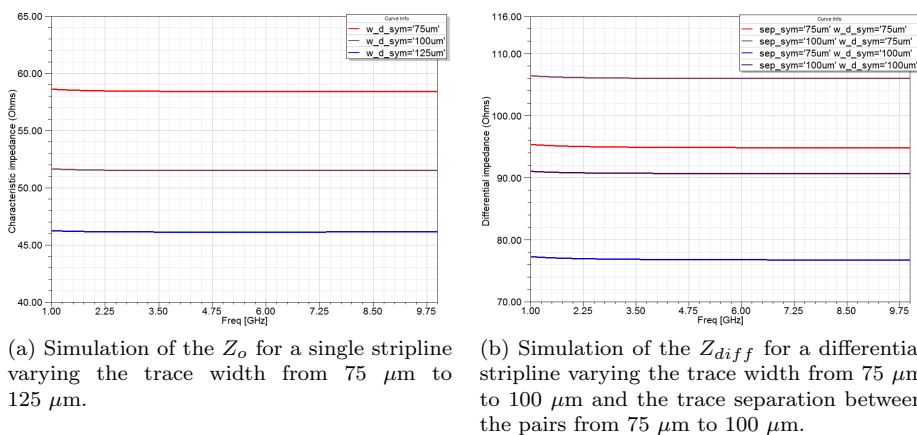 65.00
60.00
55.00
50.00
45.00
40.00
Characteristic impedance (Ohms)
1.00 2.25 3.50 4.75 6.00 7.25 8.50 9.75
Freq [GHz]
Curve Info
w_d_sym='75um'
w_d_sym='100um'
w_d_sym='125um'
116.00
110.00
100.00
90.00
80.00
70.00
Differential impedance (Ohms)
1.00 2.25 3.50 4.75 6.00 7.25 8.50 9.75
Freq [GHz]
Curve Info
sep_sym='75um' w_d_sym='75um'
sep_sym='100um' w_d_sym='75um'
sep_sym='75um' w_d_sym='100um'
sep_sym='100um' w_d_sym='100um'
(a) Simulation of the Zo for a single stripline
varying the trace width from 75 μm to
125 μm.
(b) Simulation of the Zdiff for a differentia
stripline varying the trace width from 75 μm
to 100 μm and the trace separation between
the pairs from 75 μm to 100 μm.